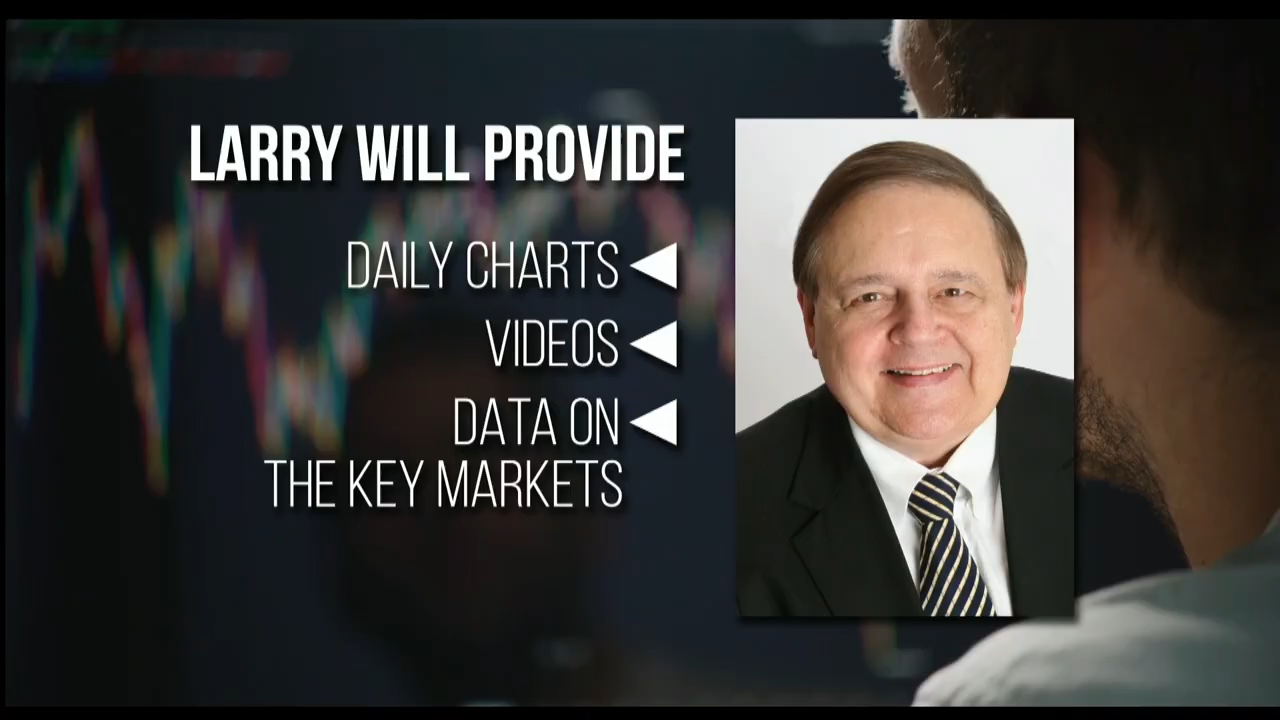 LARRY WILL PROVIDE
DAILY CHARTS
VIDEOS
DATA ON
THE KEY MARKETS